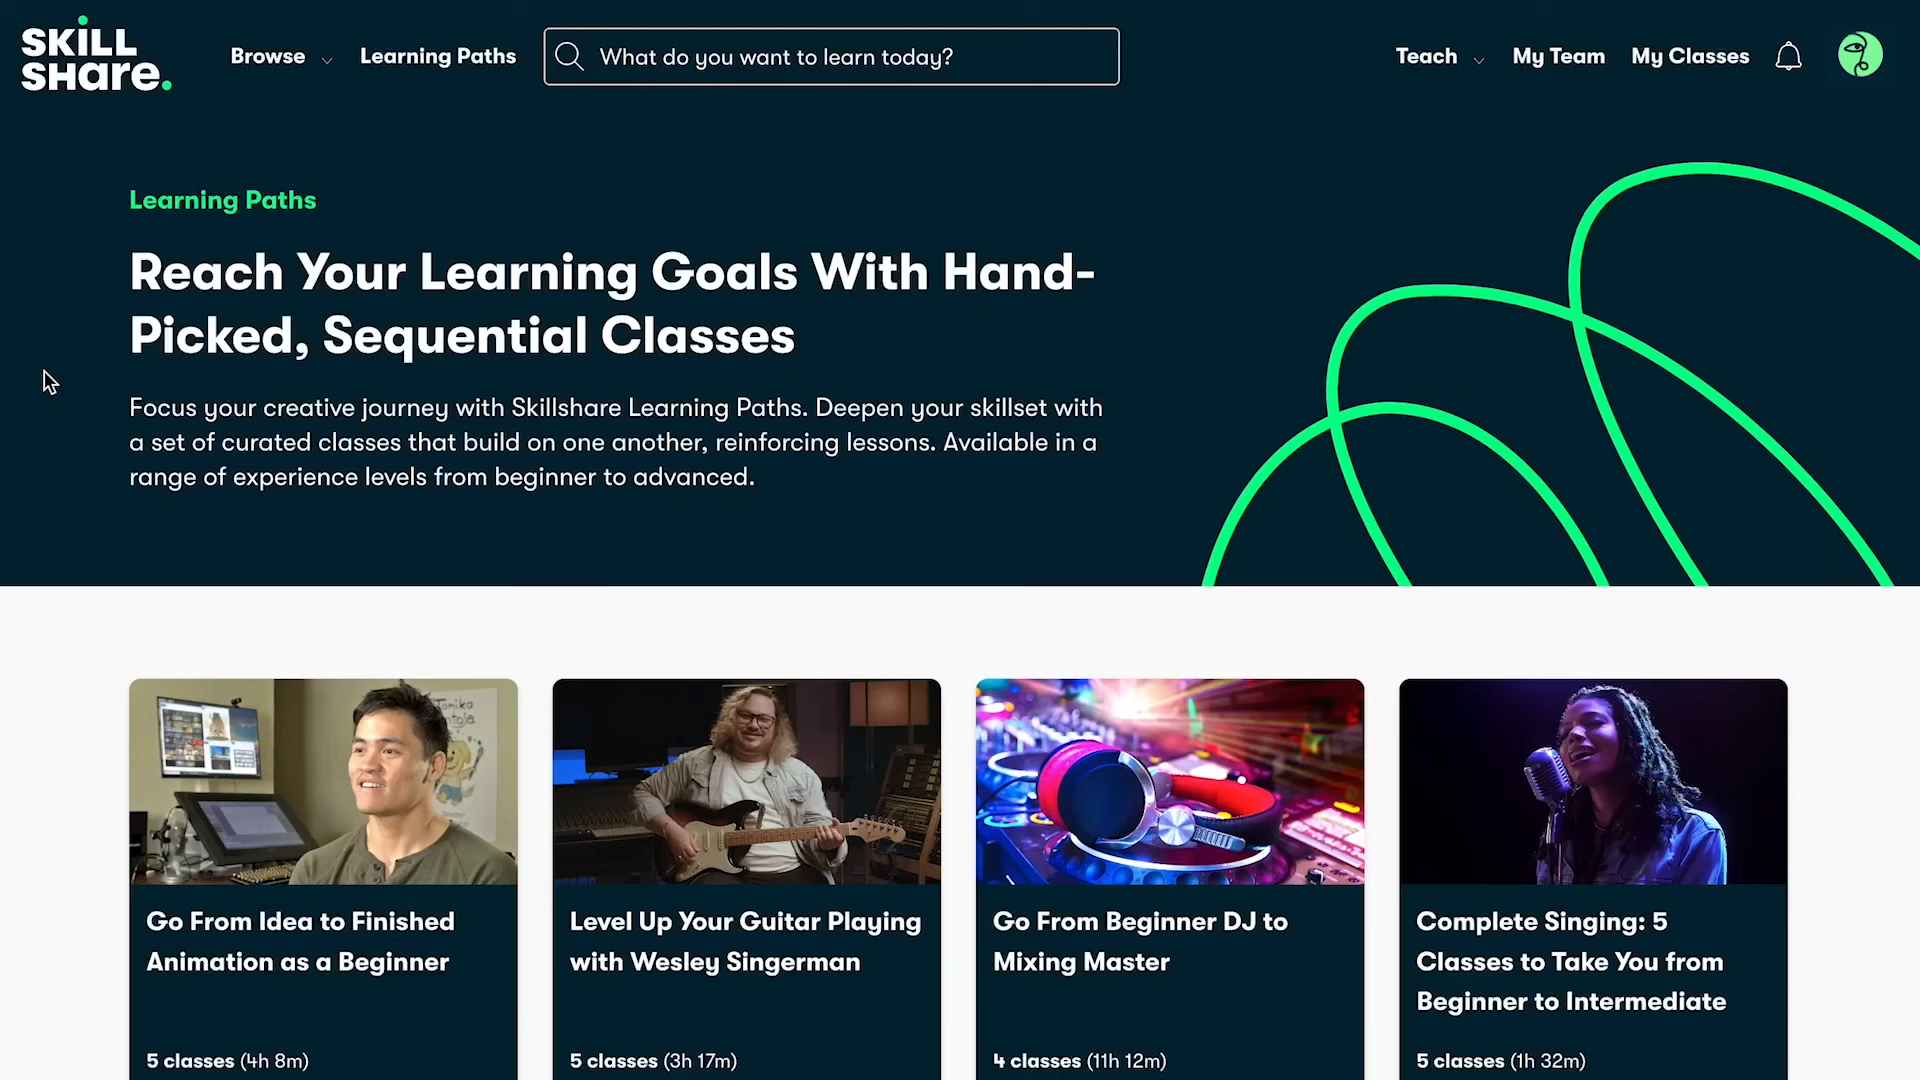 SKILL
SHare.
Browse
Learning Paths
What do you want to learn today?
Teach
My Team
My Classes
Learning Paths
Reach Your Learning Goals With Hand-
Picked, Sequential Classes
Focus your creative journey with Skillshare Learning Paths. Deepen your skillset with
a set of curated classes that build on one another, reinforcing lessons. Available in a
range of experience levels from beginner to advanced.
Go From Idea to Finished
Animation as a Beginner
5 classes (4h 8m)
Level Up Your Guitar Playing
with Wesley Singerman
5 classes (3h 17m)
Go From Beginner DJ to
Mixing Master
4 classes (11h 12m)
Complete Singing: 5
Classes to Take You from
Beginner to Intermediate
5 classes (1h 32m)